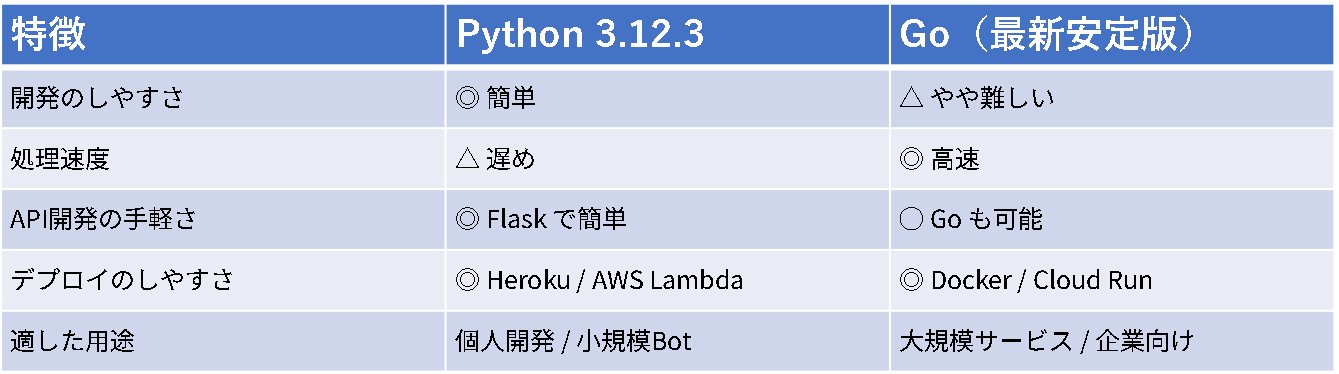 特徴 Python 3.12.3 Go（最新安定版）
開発のしやすさ ◎ 簡単 △ やや難しい
処理速度 △ 遅め ◎ 高速
API開発の手軽さ ◎ Flask で簡単 ○ Go も可能
デプロイのしやすさ ◎ Heroku / AWS Lambda ◎ Docker / Cloud Run
適した用途 個人開発 / 小規模Bot 大規模サービス / 企業向け